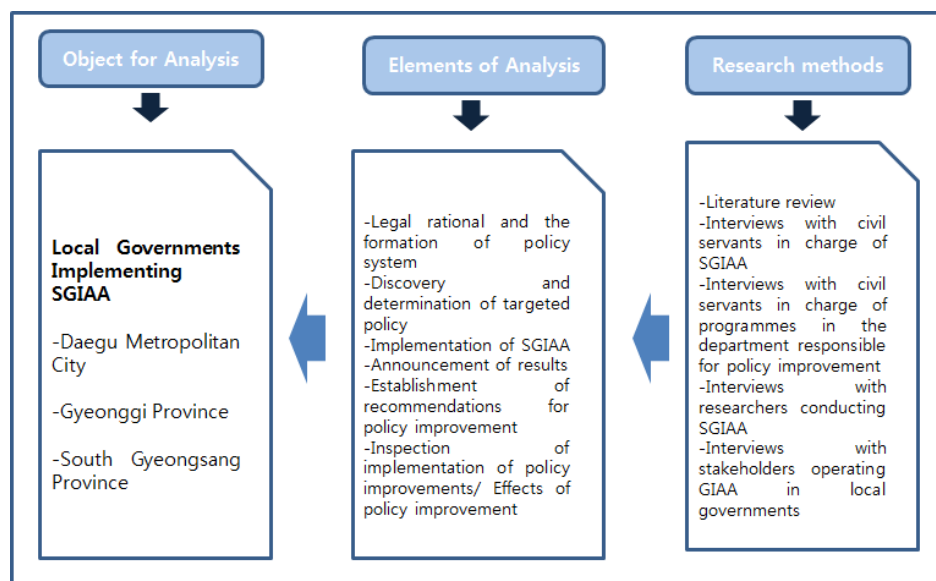 Object for Analysis
Local Governments
Implementing
SGIAA
-Daegu Metropolitan
City
-Gyeonggi Province
-South Gyeongsang
Province
Elements of Analysis
-Legal rational and the
formation of policy
system
-Discovery and
determination of targeted
policy
-Implementation of SGIAA
-Announcement of results
-Establishment of
recommendations for
policy improvement
-Inspection of
implementation of policy
improvements/ Effects of
policy improvement
Research methods
-Literature review
-Interviews with civil
servants in charge of
SGIAA
-Interviews with civil
servants in charge of
programmes in the
department responsible
for policy improvement
-Interviews with
researchers conducting
SGIAA
-Interviews with
stakeholders operating
GIAA in local
governments